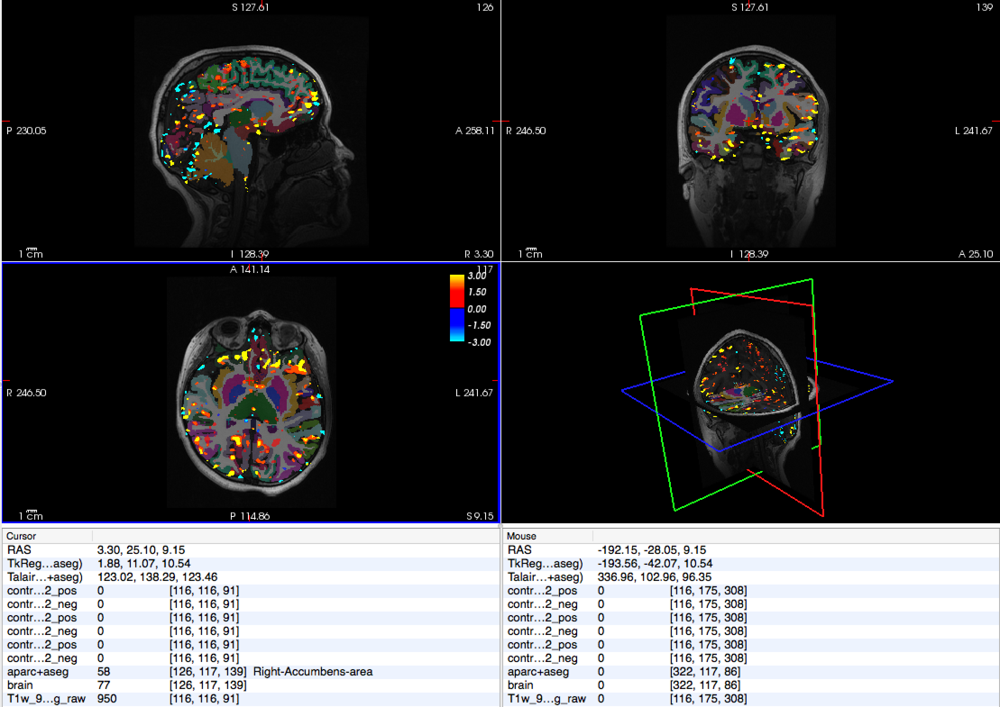 S 127.61
126
P 230.05
A 258.11
1 cm
I 128.39
R 3.30
S 127.61
139
R 246.50
L 241.67
1 cm
I 128.39
A 25.10
A 141.14
117
3.00
1.50
0.00
-1.50
-3.00
R 246.50
L 241.67
1 cm
P 114.86
S 9.15
Cursor
RAS 3.30, 25.10, 9.15
TkReg...aseg) 1.88, 11.07, 10.54
Talair...+aseg) 123.02, 138.29, 123.46
contr...2_pos 0 [116, 116, 91]
contr...2_neg 0 [116, 116, 91]
contr...2_pos 0 [116, 116, 91]
contr...2_neg 0 [116, 116, 91]
contr...2_pos 0 [116, 116, 91]
contr...2_neg 0 [116, 116, 91]
aparc+aseg 58 [126, 117, 139] Right-Accumbens-area
brain 77 [126, 117, 139]
T1w_9...g_raw 950 [116, 116, 91]
Mouse
RAS -192.15, -28.05, 9.15
TkReg...aseg) -193.56, -42.07, 10.54
Talair...+aseg) 336.96, 102.96, 96.35
contr...2_pos 0 [116, 175, 308]
contr...2_neg 0 [116, 175, 308]
contr...2_pos 0 [116, 175, 308]
contr...2_neg 0 [116, 175, 308]
contr...2_pos 0 [116, 175, 308]
contr...2_neg 0 [116, 175, 308]
aparc+aseg 0 [322, 117, 86]
brain 0 [322, 117, 86]
T1w_9...g_raw 0 [116, 175, 308]